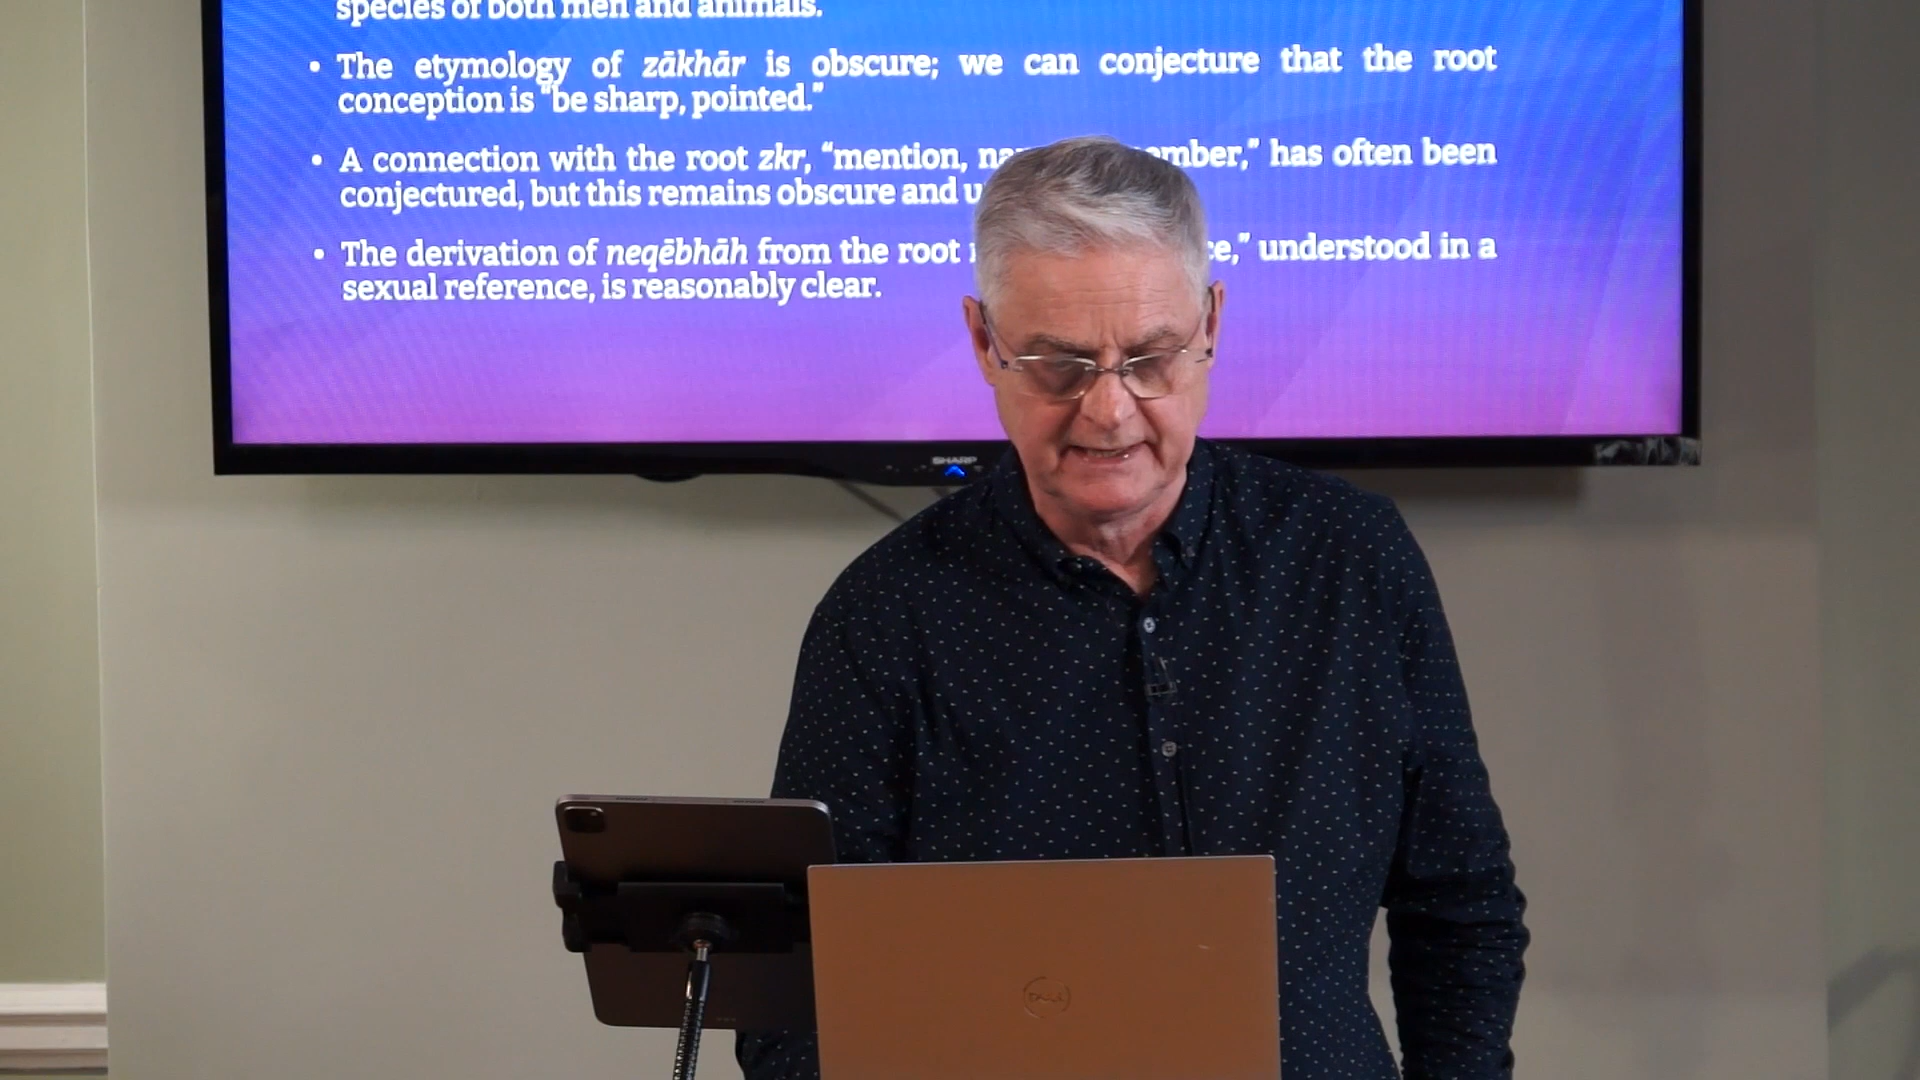 species of both men and animals.
• The etymology of zākhār is obscure; we can conjecture that the root
conception is "be sharp, pointed."
• A connection with the root zkr, “mention, ember,” has often been
conjectured, but this remains obscure and
• The derivation of neqēbhāh from the root ce,” understood in a
sexual reference, is reasonably clear.
SHARP
DELL